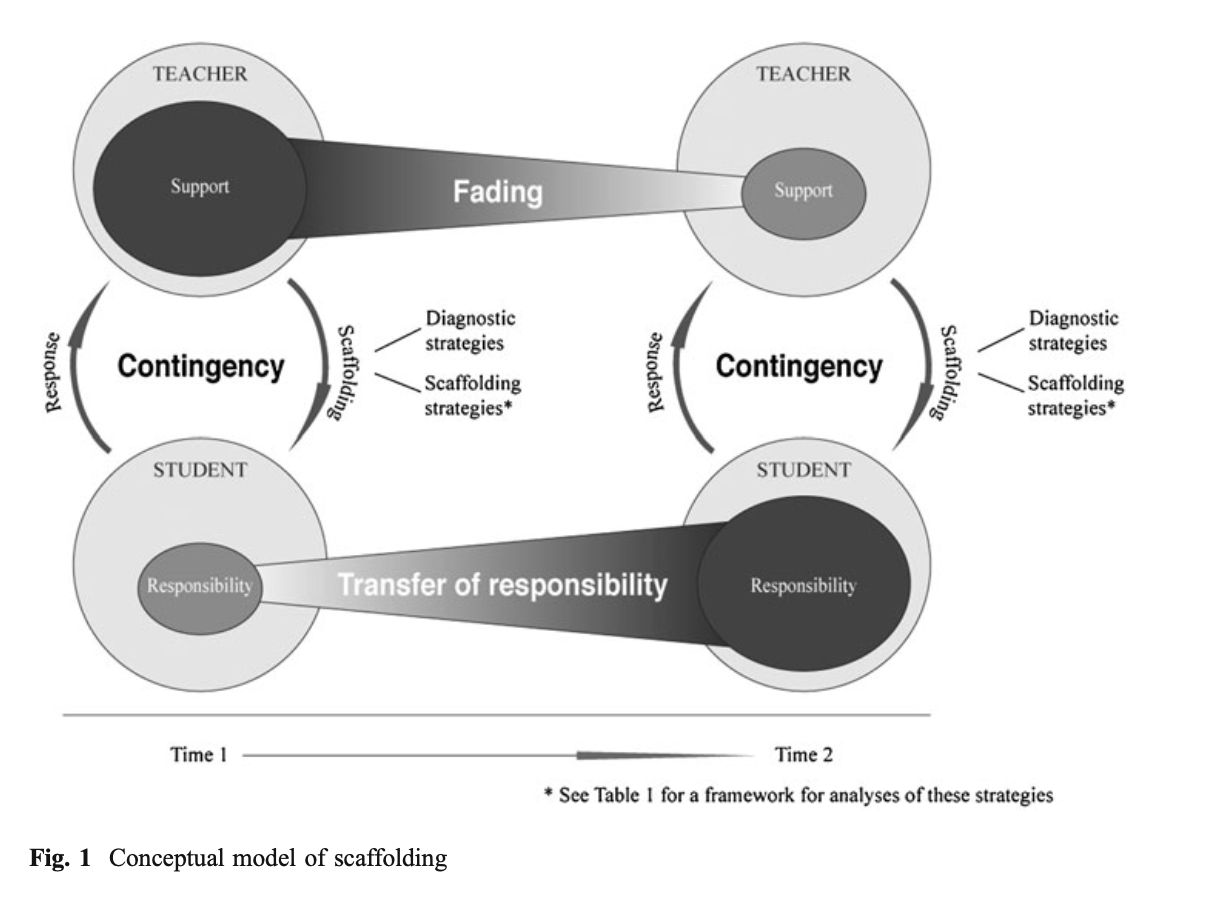 TEACHER
TEACHER
Support
Fading
Support
Response
Contingency
Scaffolding
Diagnostic
strategies
Scaffolding
strategies*
Response
Contingency
Scaffolding
Diagnostic
strategies
Scaffolding
strategies*
STUDENT
STUDENT
Responsibility
Transfer of responsibility
Responsibility
Time 1
Time 2
* See Table 1 for a framework for analyses of these strategies
Fig. 1 Conceptual model of scaffolding